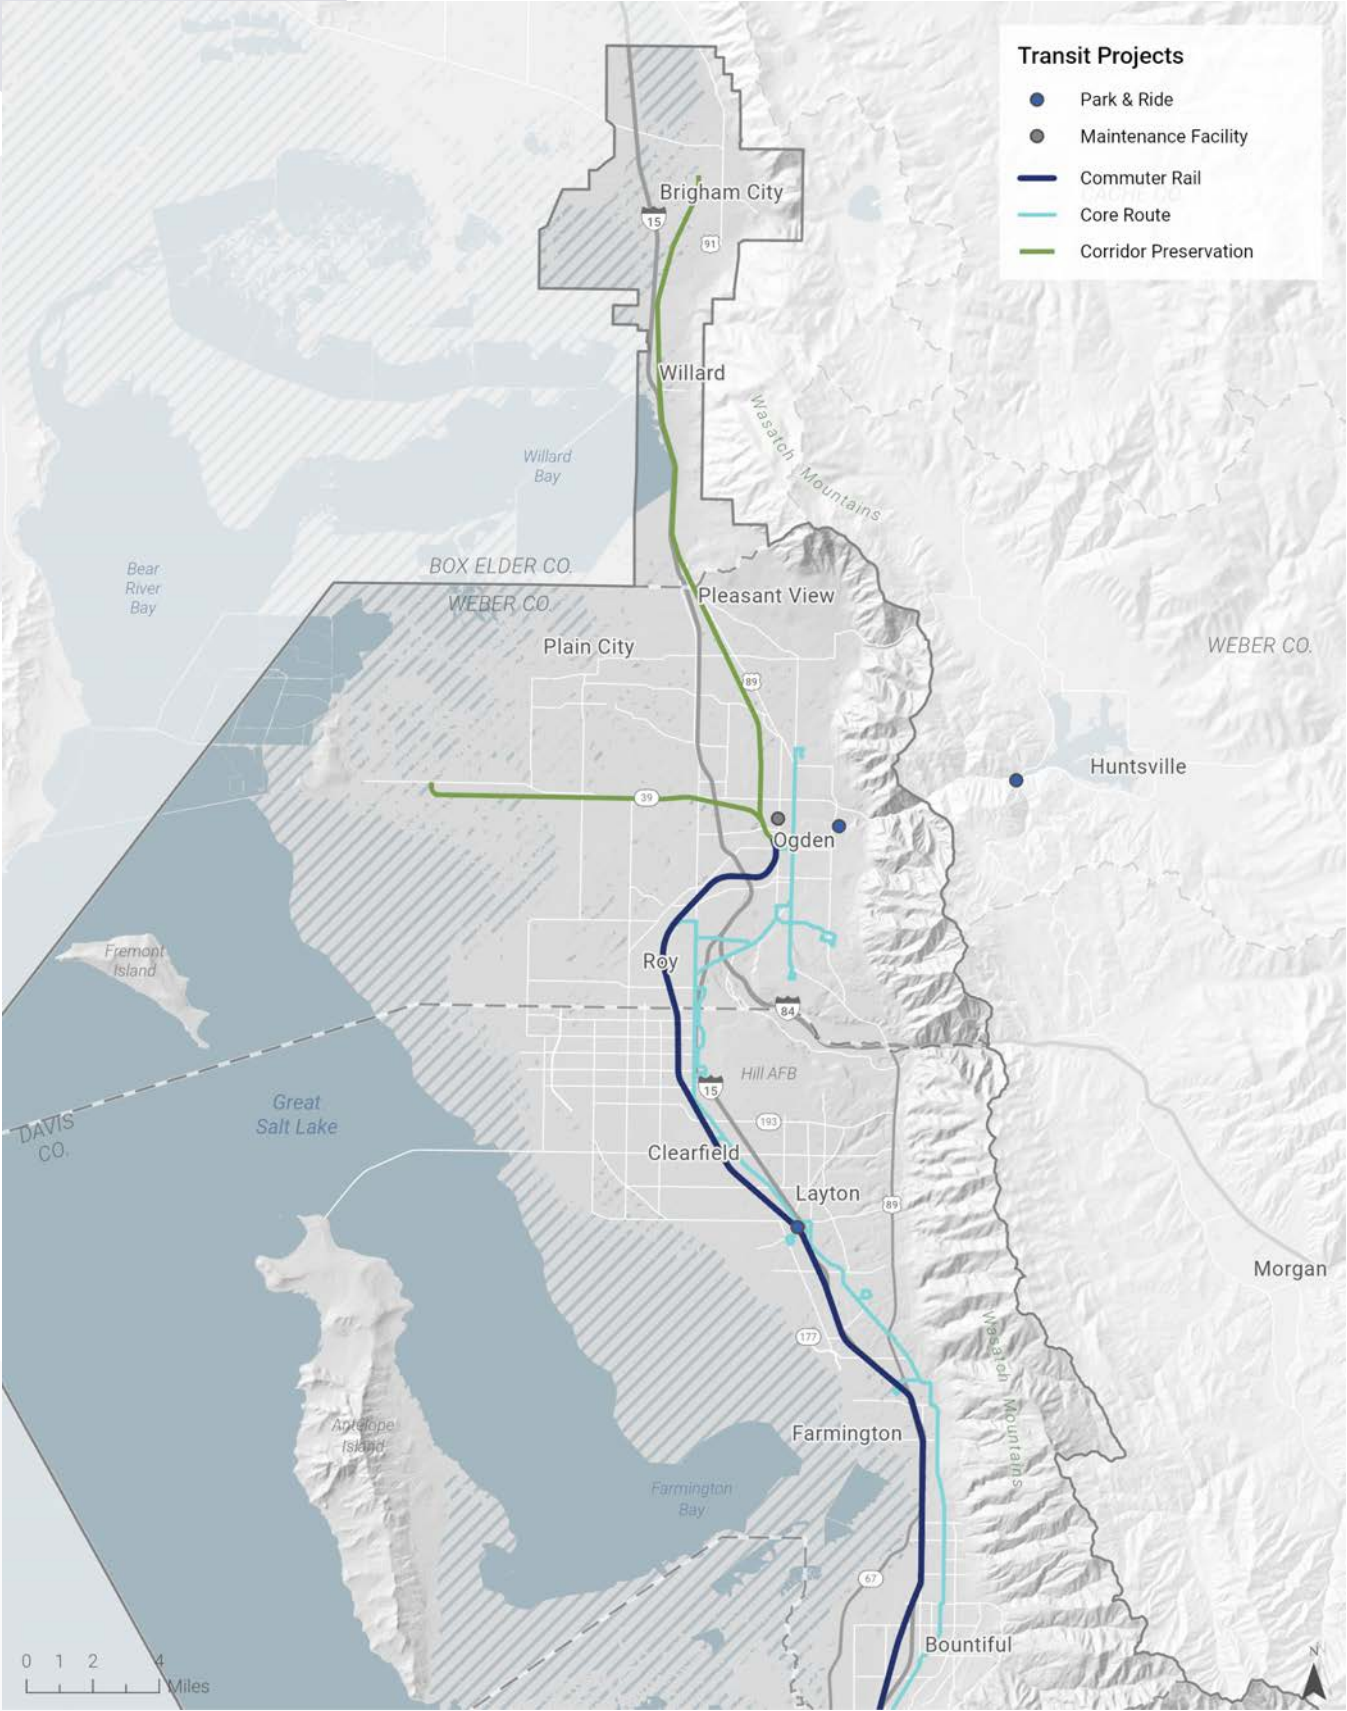 Transit Projects
Park & Ride
Maintenance Facility
Commuter Rail
Core Route
Corridor Preservation
Brigham City
15
91
Willard
Wasatch Mountains
Willard
Bay
BOX ELDER CO.
Bear
River
Bay
WEBER CO.
Pleasant View
Plain City
WEBER CO.
89
Huntsville
39
Ogden
Fremont
Island
Roy
84
Hill AFB
15
Great
Salt Lake
193
DAVIS
CO.
Clearfield
Layton
89
Morgan
177
Wasatch Mountains
Antelope
Island
Farmington
Farmington
Bay
67
Bountiful
0 1 2 4
Miles
N